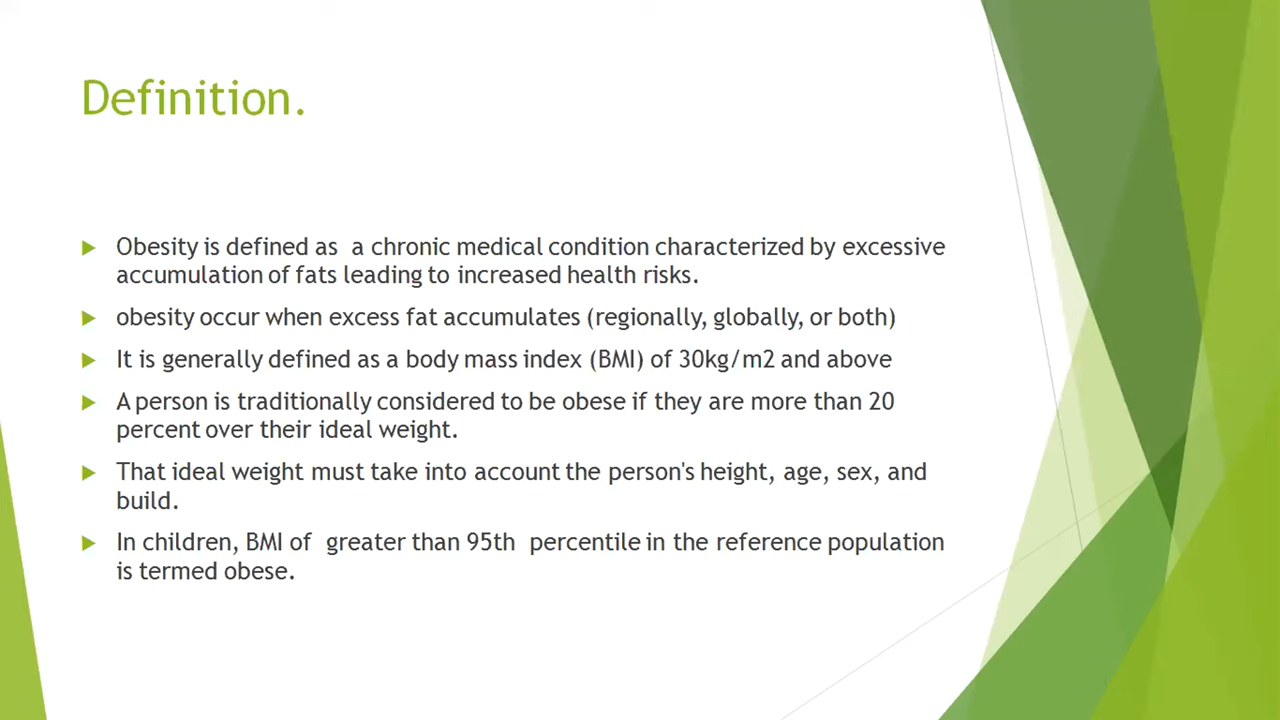 Definition.
Obesity is defined as  a chronic medical condition characterized by excessive
accumulation of fats leading to increased health risks.
obesity occur when excess fat accumulates (regionally, globally, or both)
It is generally defined as a body mass index (BMI) of 30kg/m2 and above
A person is traditionally considered to be obese if they are more than 20
percent over their ideal weight.
That ideal weight must take into account the person's height, age, sex, and
build.
In children, BMI of  greater than 95th  percentile in the reference population
is termed obese.